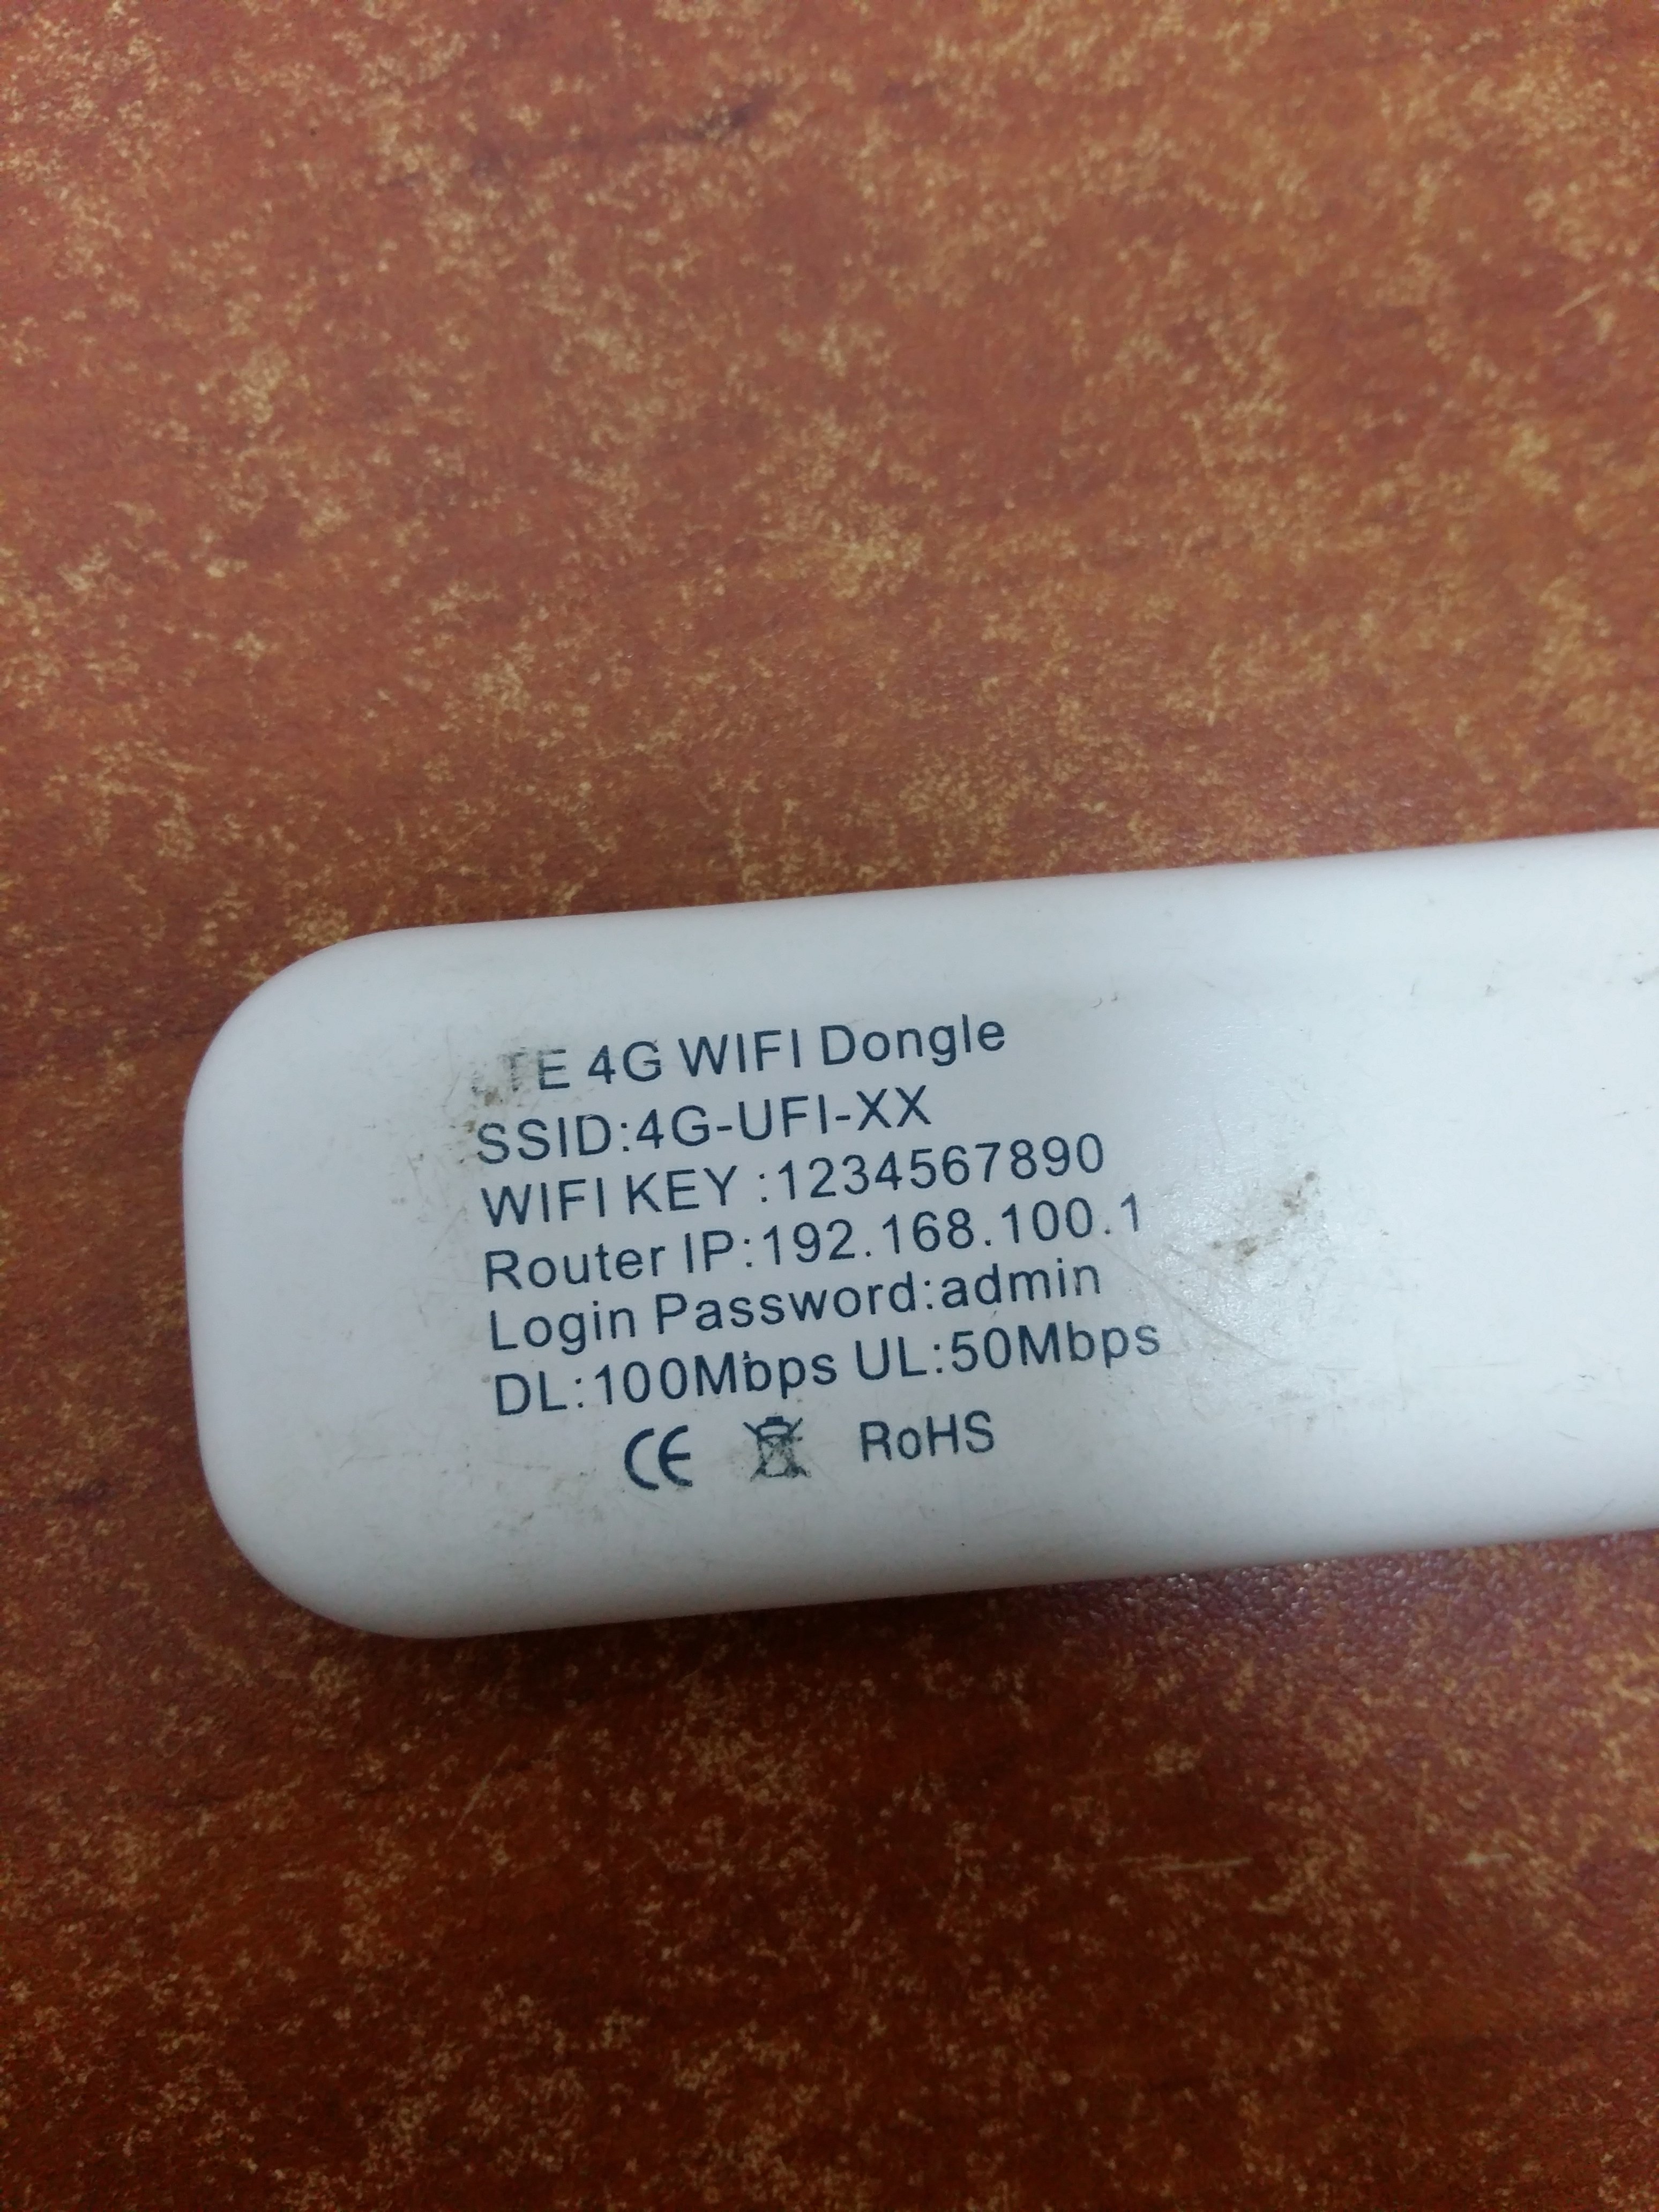 LTE 4G WIFI Dongle
SSID:4G-UFI-XX
WIFI KEY :1234567890
Router IP:192.168.100.1
Login Password:admin
DL:100Mbps UL:50Mbps
CE RoHS